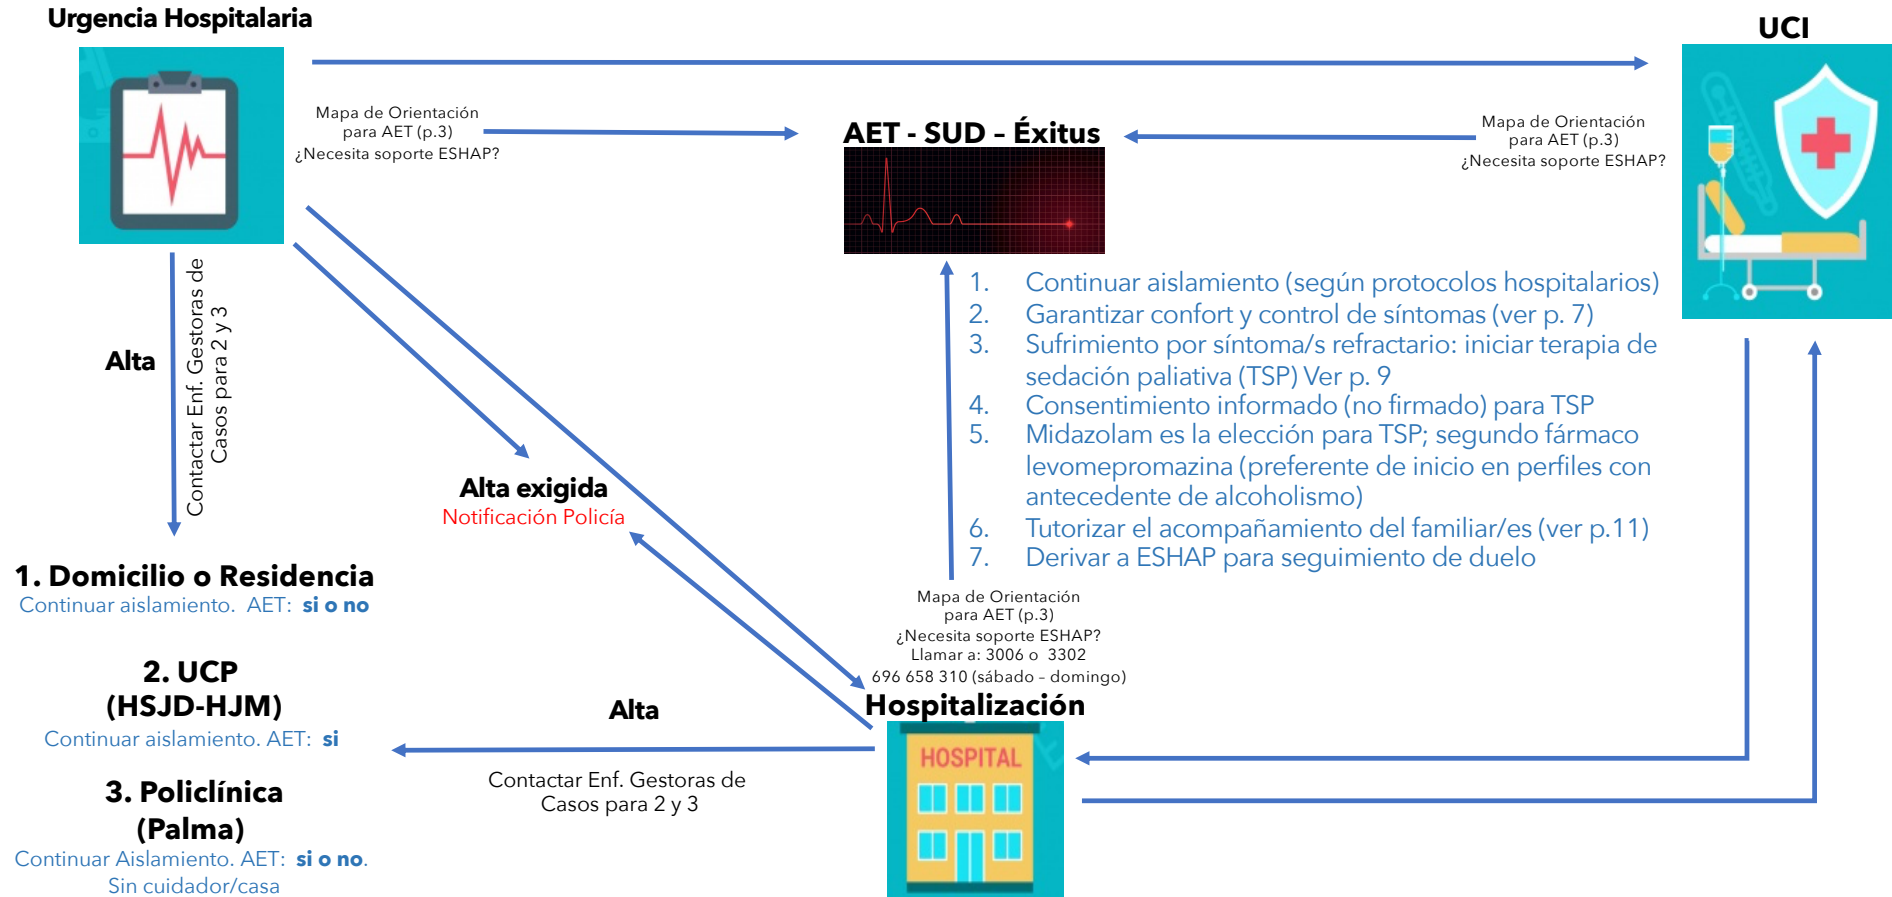 Urgencia Hospitalaria
UCI
Mapa de Orientación
para AET (p.3)
¿Necesita soporte ESHAP?
AET - SUD – Éxitus
Mapa de Orientación
para AET (p.3)
¿Necesita soporte ESHAP?
Alta
Contactar Enf. Gestoras de
Casos para 2 y 3
1. Continuar aislamiento (según protocolos hospitalarios)
2. Garantizar confort y control de síntomas (ver p. 7)
3. Sufrimiento por síntoma/s refractario: iniciar terapia de
sedación paliativa (TSP) Ver p. 9
4. Consentimiento informado (no firmado) para TSP
5. Midazolam es la elección para TSP; segundo fármaco
levomepromazina (preferente de inicio en perfiles con
antecedente de alcoholismo)
6. Tutorizar el acompañamiento del familiar/es (ver p.11)
7. Derivar a ESHAP para seguimiento de duelo
Alta exigida
Notificación Policía
1. Domicilio o Residencia
Continuar aislamiento. AET: si o no
2. UCP
(HSJD-HJM)
Continuar aislamiento. AET: si
3. Policlínica
(Palma)
Continuar Aislamiento. AET: si o no.
Sin cuidador/casa
Alta
Contactar Enf. Gestoras de
Casos para 2 y 3
Mapa de Orientación
para AET (p.3)
¿Necesita soporte ESHAP?
Llamar a: 3006 o 3302
696 658 310 (sábado – domingo)
Hospitalización
HOSPITAL